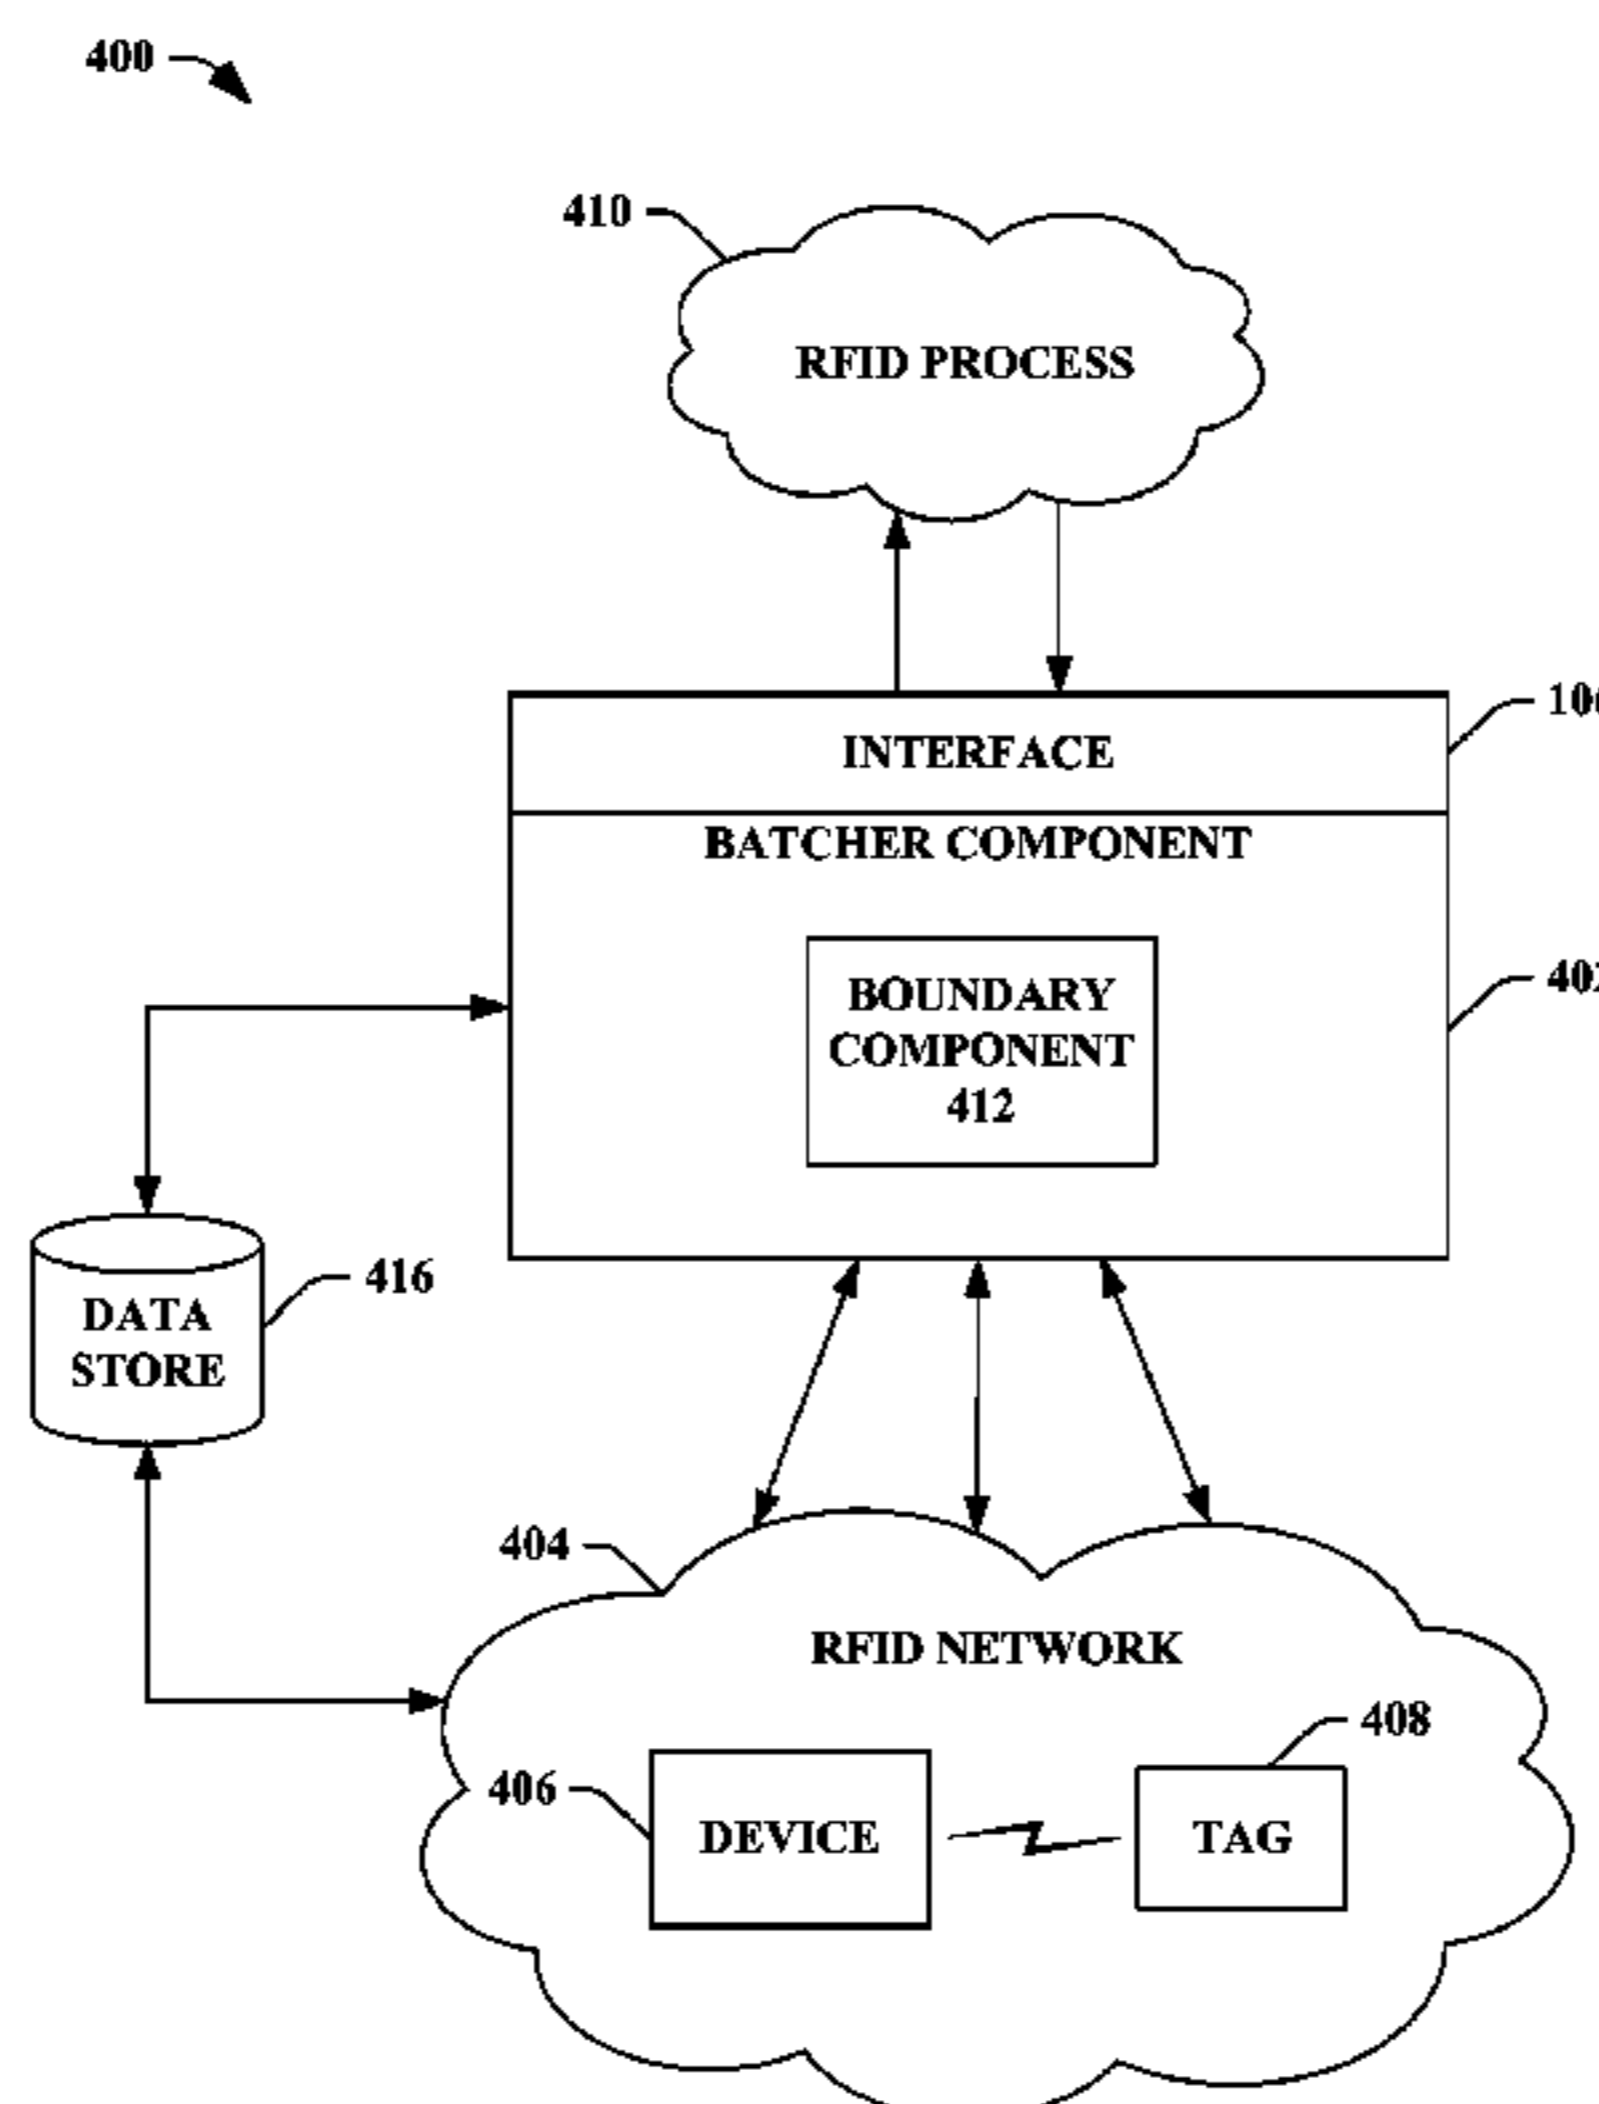 400
410
RFID PROCESS
INTERFACE
BATCHER COMPONENT
BOUNDARY
COMPONENT
412
DATA
STORE
416
404
RFID NETWORK
408
406
DEVICE
TAG